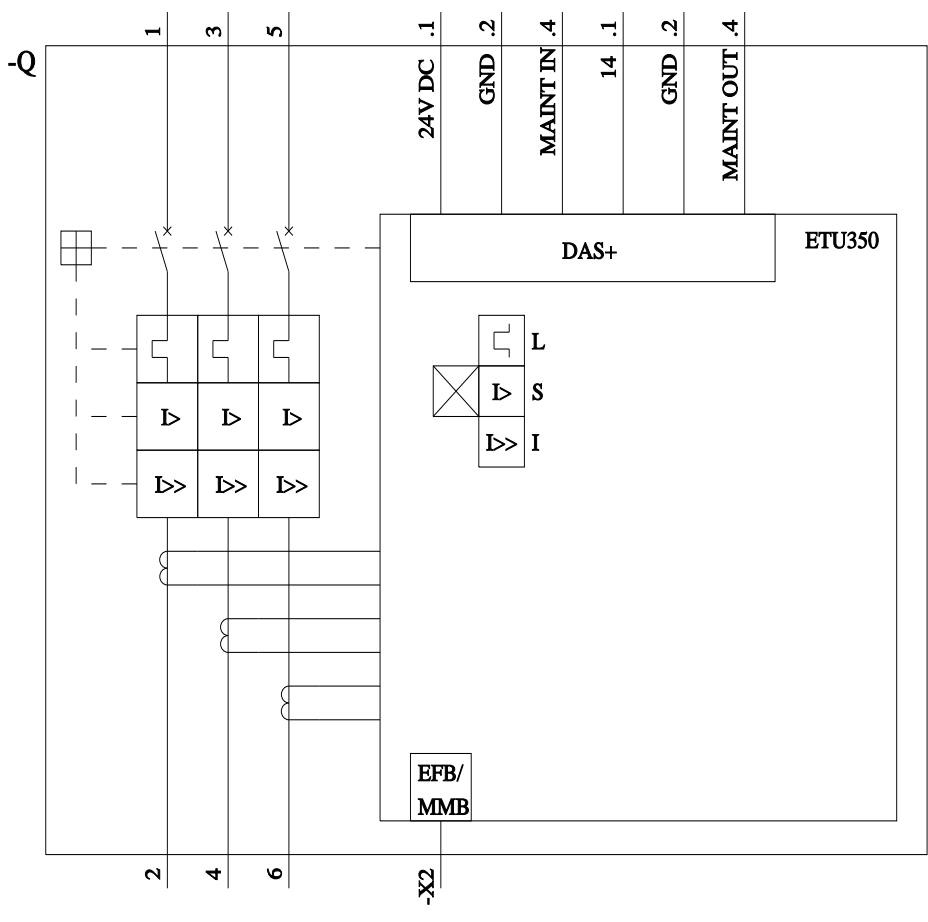 1
3
5
.1
.2
.4
.1
.2
.4
-Q
24V DC
GND
MAINT IN
14
GND
MAINT OUT
DAS+
ETU350
L
I> S
I>> I
I> I> I>
I>> I>> I>>
EFB/
MMB
2
4
6
-X2